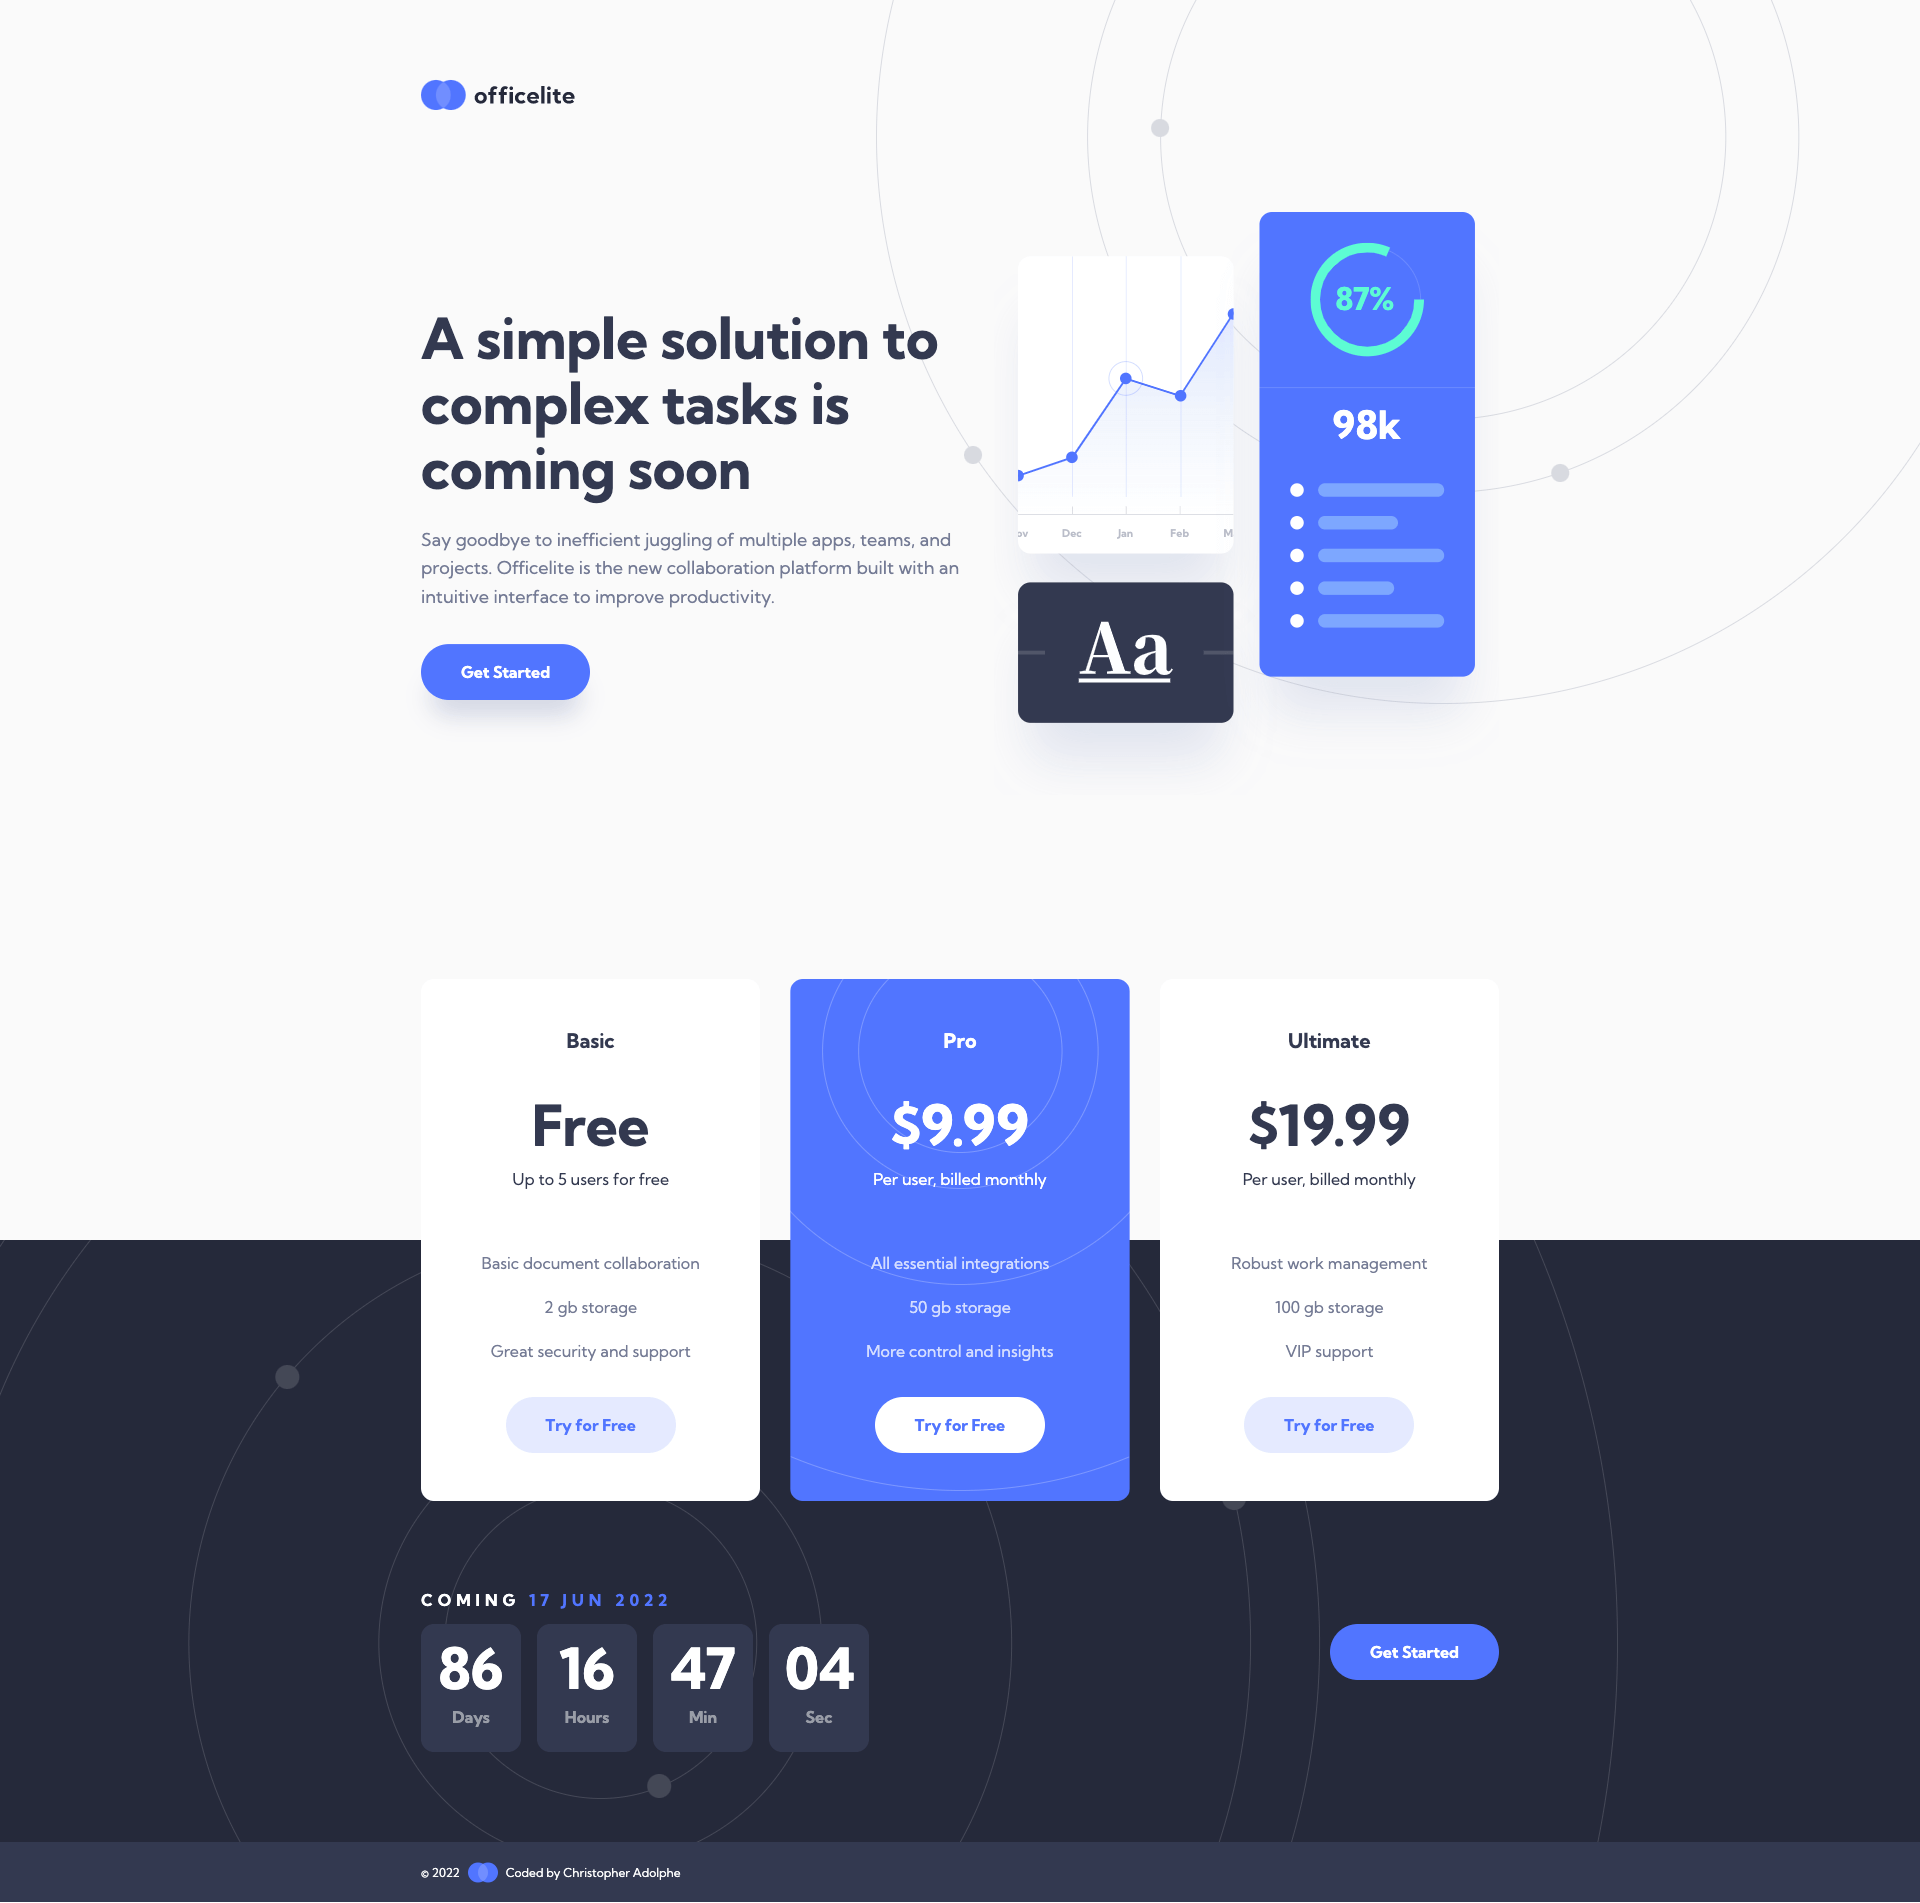 officelite
A simple solution to
complex tasks is
coming soon
Say goodbye to inefficient juggling of multiple apps, teams, and
projects. Officelite is the new collaboration platform built with an
intuitive interface to improve productivity.
Get Started
ov Dec Jan Feb M
Aa
87%
98k
Basic
Free
Up to 5 users for free
Basic document collaboration
2 gb storage
Great security and support
Try for Free
Pro
$9.99
Per user, billed monthly
All essential integrations
50 gb storage
More control and insights
Try for Free
Ultimate
$19.99
Per user, billed monthly
Robust work management
100 gb storage
VIP support
Try for Free
COMING 17 JUN 2022
86 16 47 04
Days Hours Min Sec
Get Started
© 2022 Coded by Christopher Adolphe